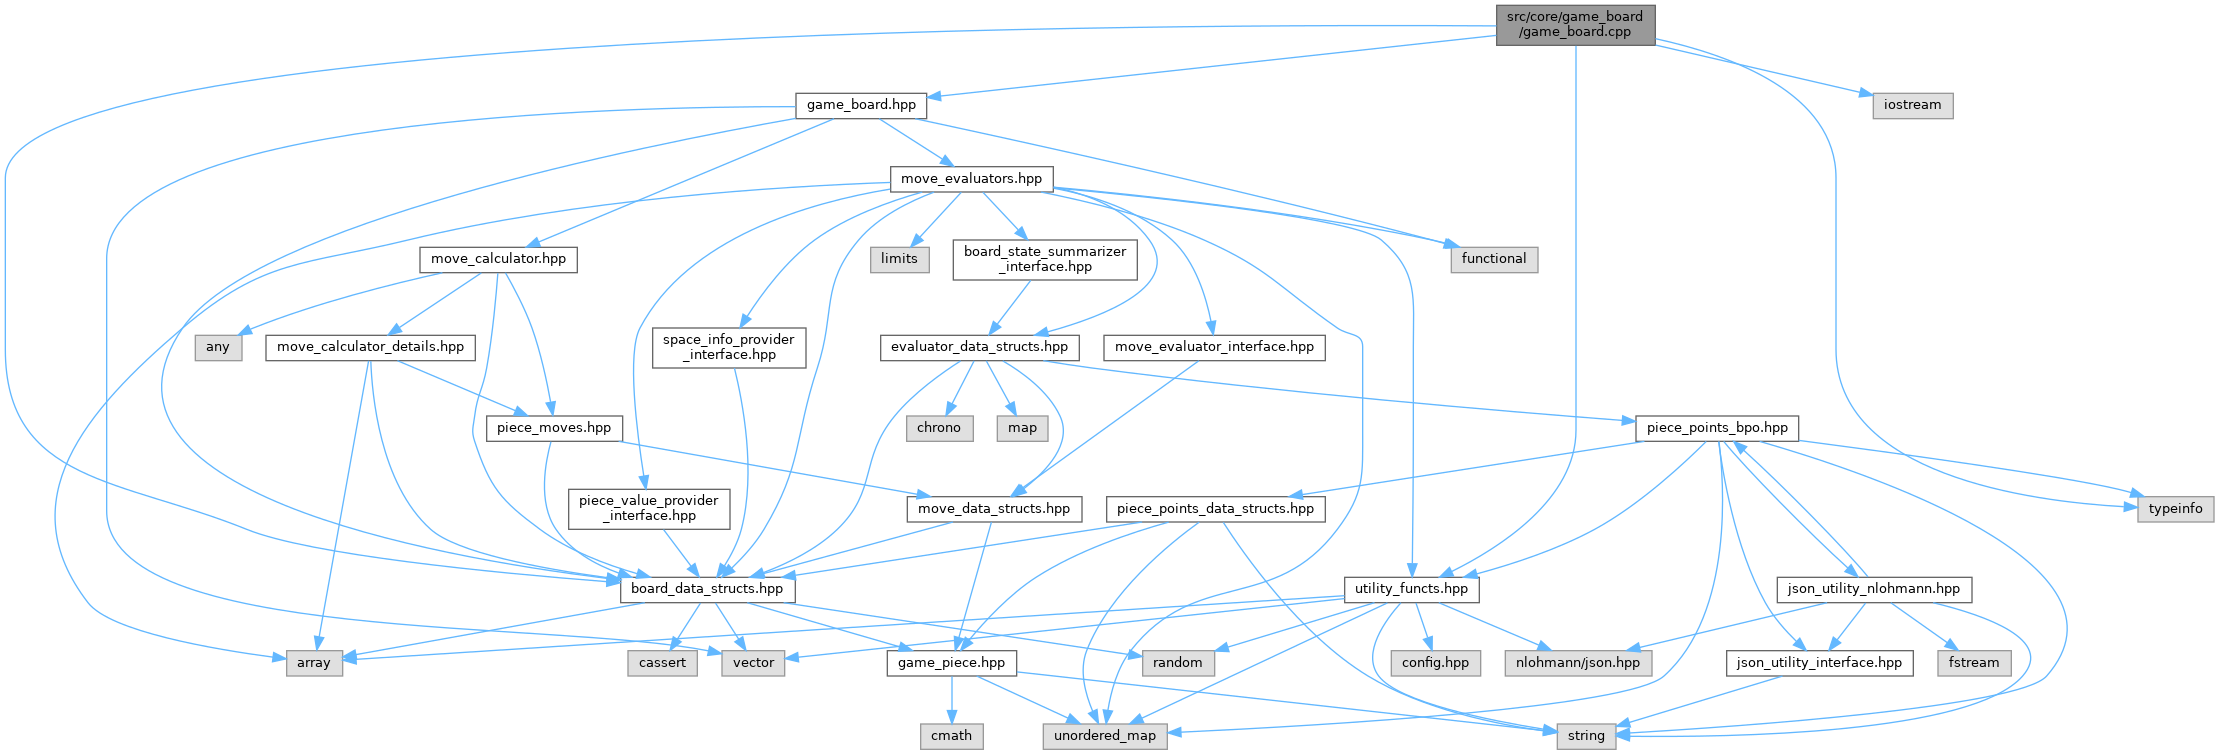 src/core/game_board
/game_board.cpp
game_board.hpp
iostream
move_evaluators.hpp
move_calculator.hpp
limits
board_state_summarizer
_interface.hpp
functional
any
move_calculator_details.hpp
space_info_provider
_interface.hpp
evaluator_data_structs.hpp
move_evaluator_interface.hpp
piece_moves.hpp
chrono
map
piece_points_bpo.hpp
piece_value_provider
_interface.hpp
move_data_structs.hpp
piece_points_data_structs.hpp
typeinfo
board_data_structs.hpp
utility_functs.hpp
json_utility_nlohmann.hpp
array
cassert
vector
game_piece.hpp
random
config.hpp
nlohmann/json.hpp
json_utility_interface.hpp
fstream
cmath
unordered_map
string